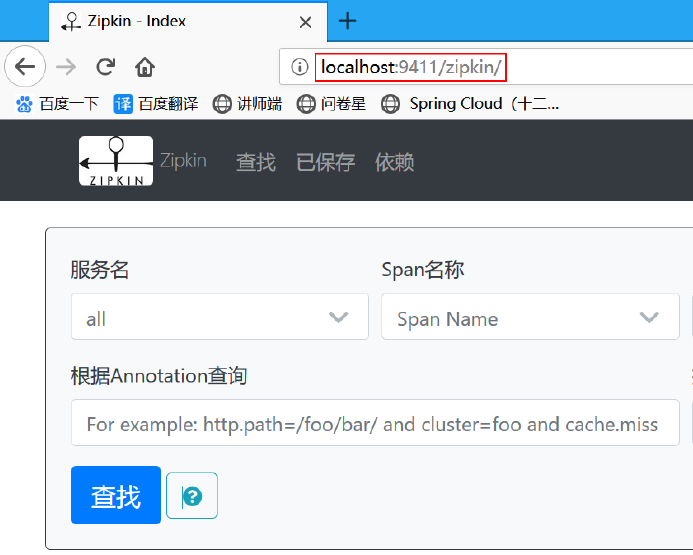 Zipkin - Index
localhost:9411/zipkin/
百度一下 译 百度翻译 讲师端 问卷星 Spring Cloud（十二...
ZIPKIN Zipkin 查找 已保存 依赖
服务名 Span名称
all Span Name
根据Annotation查询
For example: http.path=/foo/bar/ and cluster=foo and cache.miss
查找